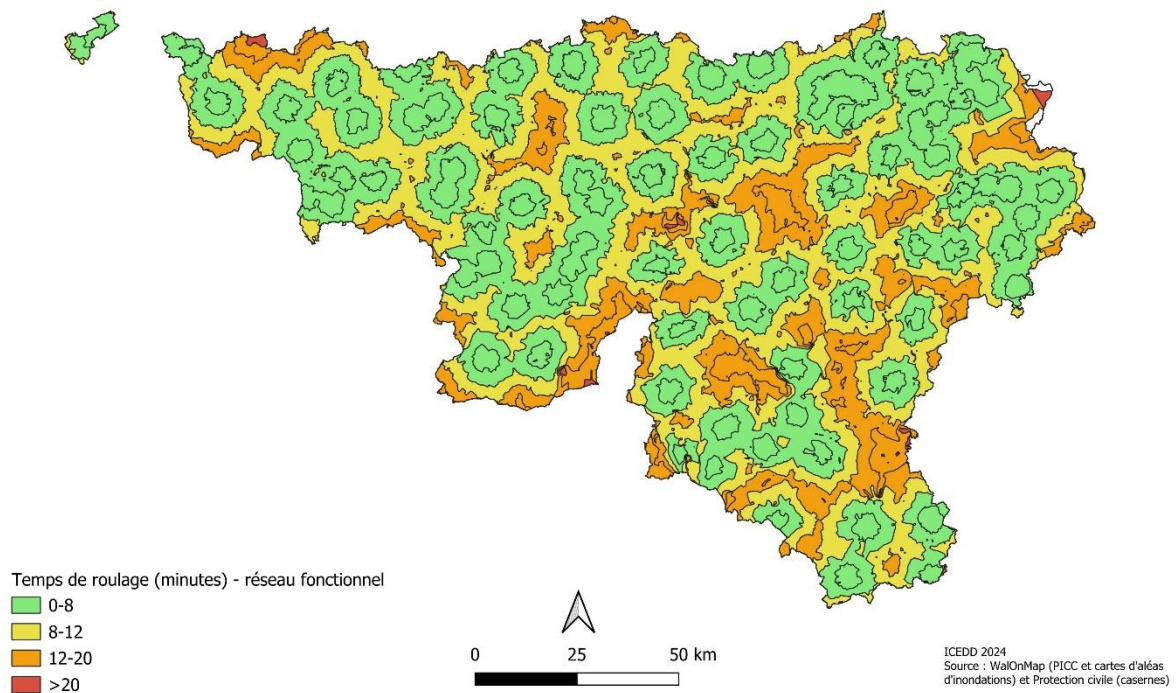 Temps de roulage (minutes) - réseau fonctionnel
0-8
8-12
12-20
>20
0 25 50 km
ICEDD 2024
Source : WalOnMap (PICC et cartes d'aléas
d'inondations) et Protection civile (casernes)